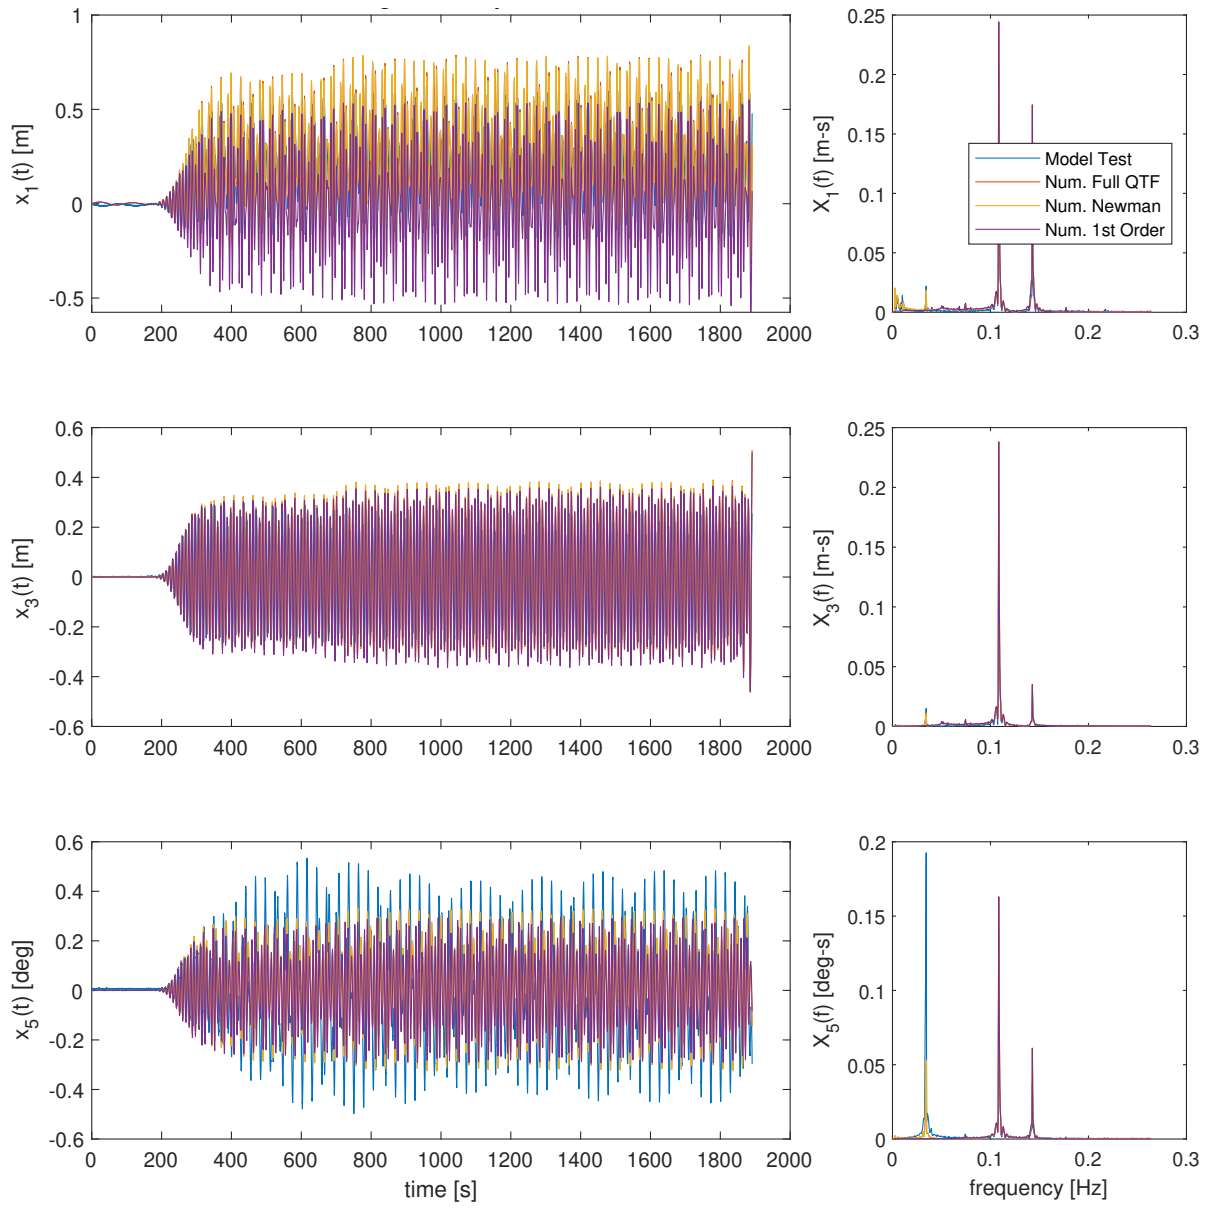 1
0.5
0
-0.5
x₁(t) [m]
0 200 400 600 800 1000 1200 1400 1600 1800 2000
0.25
0.2
0.15
0.1
0.05
0
X₁(f) [m-s]
Model Test
Num. Full QTF
Num. Newman
Num. 1st Order
0 0.1 0.2 0.3
0.6
0.4
0.2
0
-0.2
-0.4
-0.6
x₃(t) [m]
0 200 400 600 800 1000 1200 1400 1600 1800 2000
0.25
0.2
0.15
0.1
0.05
0
X₃(f) [m-s]
0 0.1 0.2 0.3
0.6
0.4
0.2
0
-0.2
-0.4
-0.6
x₅(t) [deg]
0 200 400 600 800 1000 1200 1400 1600 1800 2000
time [s]
0.2
0.15
0.1
0.05
0
X₅(f) [deg-s]
0 0.1 0.2 0.3
frequency [Hz]